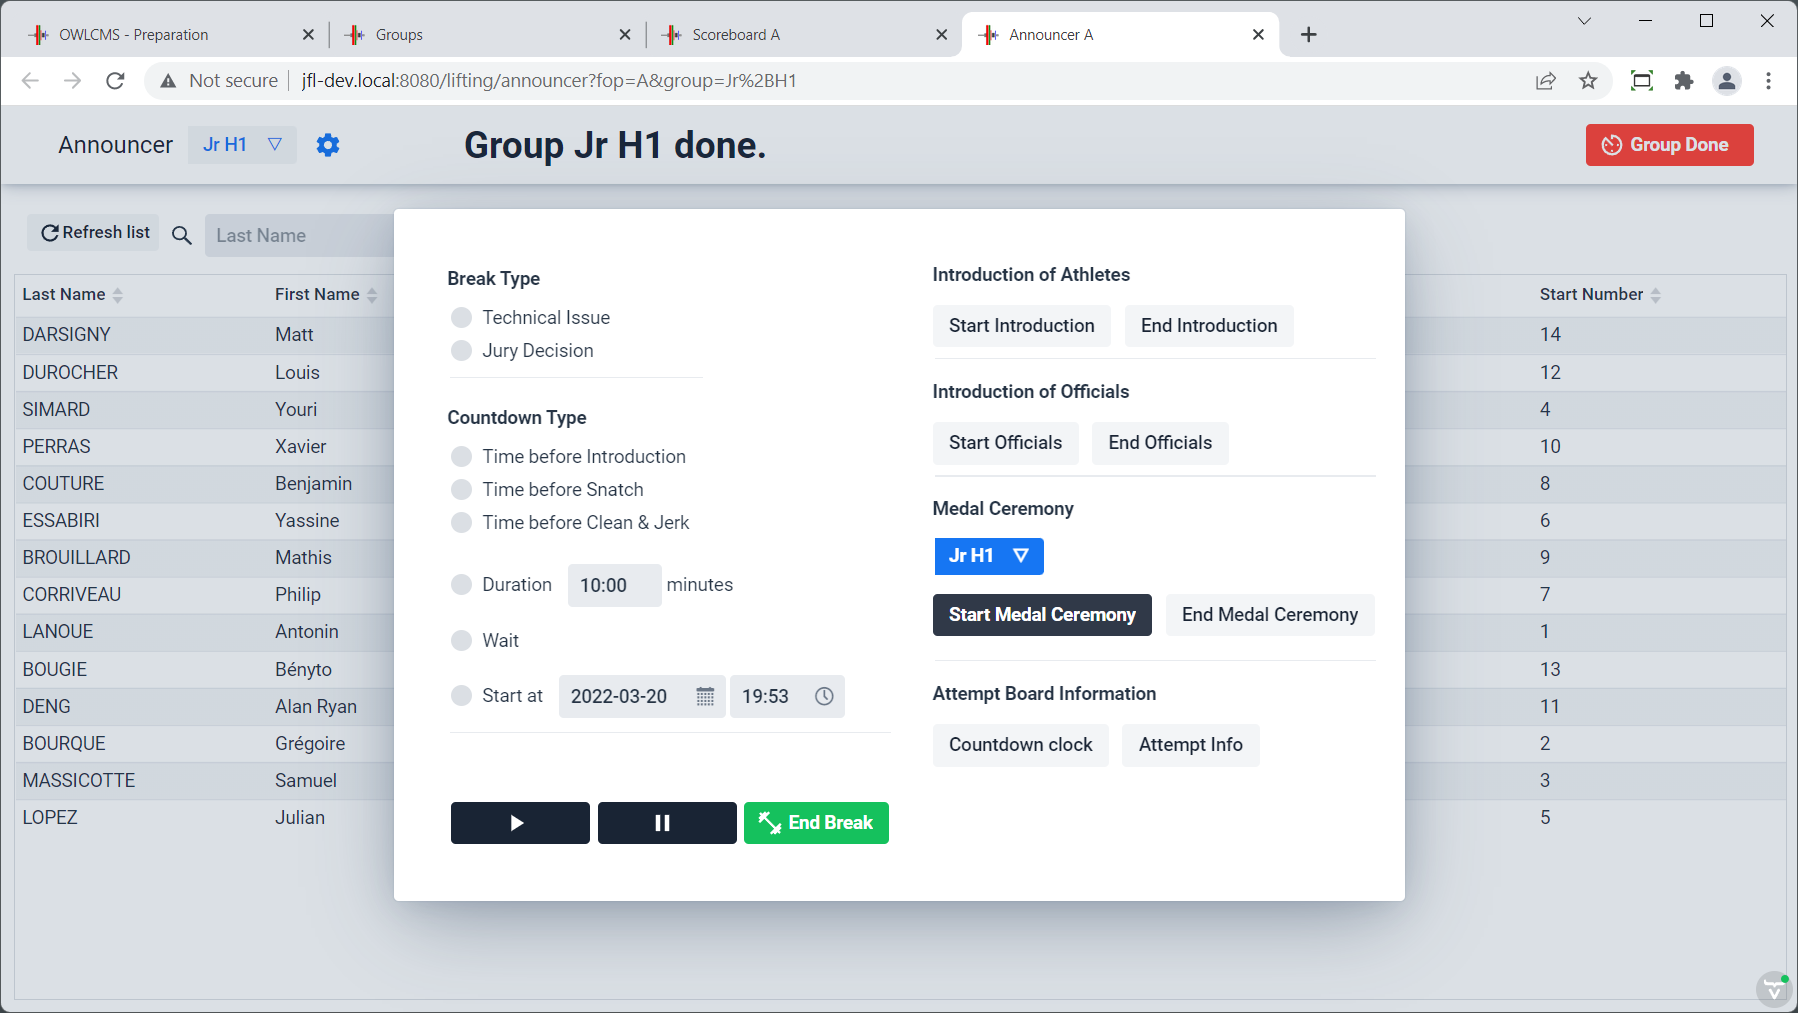 OWLCMS - Preparation
Groups
Scoreboard A
Announcer A
Not secure
jfl-dev.local:8080/lifting/announcer?fop=A&group=Jr%2BH1
Announcer
Jr H1
Group Jr H1 done.
Group Done
Refresh list
Last Name
Last Name
First Name
Start Number
DARSIGNY Matt 14
DUROCHER Louis 12
SIMARD Youri 4
PERRAS Xavier 10
COUTURE Benjamin 8
ESSABIRI Yassine 6
BROUILLARD Mathis 9
CORRIVEAU Philip 7
LANOUE Antonin 1
BOUGIE Bényto 13
DENG Alan Ryan 11
BOURQUE Grégoire 2
MASSICOTTE Samuel 3
LOPEZ Julian 5
Break Type
Technical Issue
Jury Decision
Countdown Type
Time before Introduction
Time before Snatch
Time before Clean & Jerk
Duration 10:00 minutes
Wait
Start at 2022-03-20 19:53
End Break
Introduction of Athletes
Start Introduction End Introduction
Introduction of Officials
Start Officials End Officials
Medal Ceremony
Jr H1
Start Medal Ceremony End Medal Ceremony
Attempt Board Information
Countdown clock Attempt Info